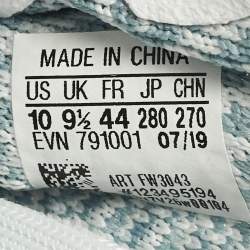 MADE IN CHINA
US UK FR JP CHN
10 9½ 44 280 270
EVN 791001 07/19
ART FW3043
#123495194